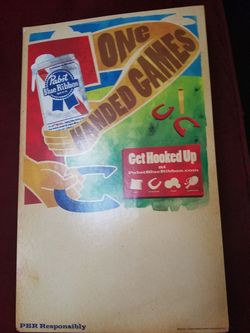 ONE
HANDED GAMES
Pabst
Blue Ribbon
Get Hooked Up
at
PabstBlueRibbon.com
PBR Responsibly